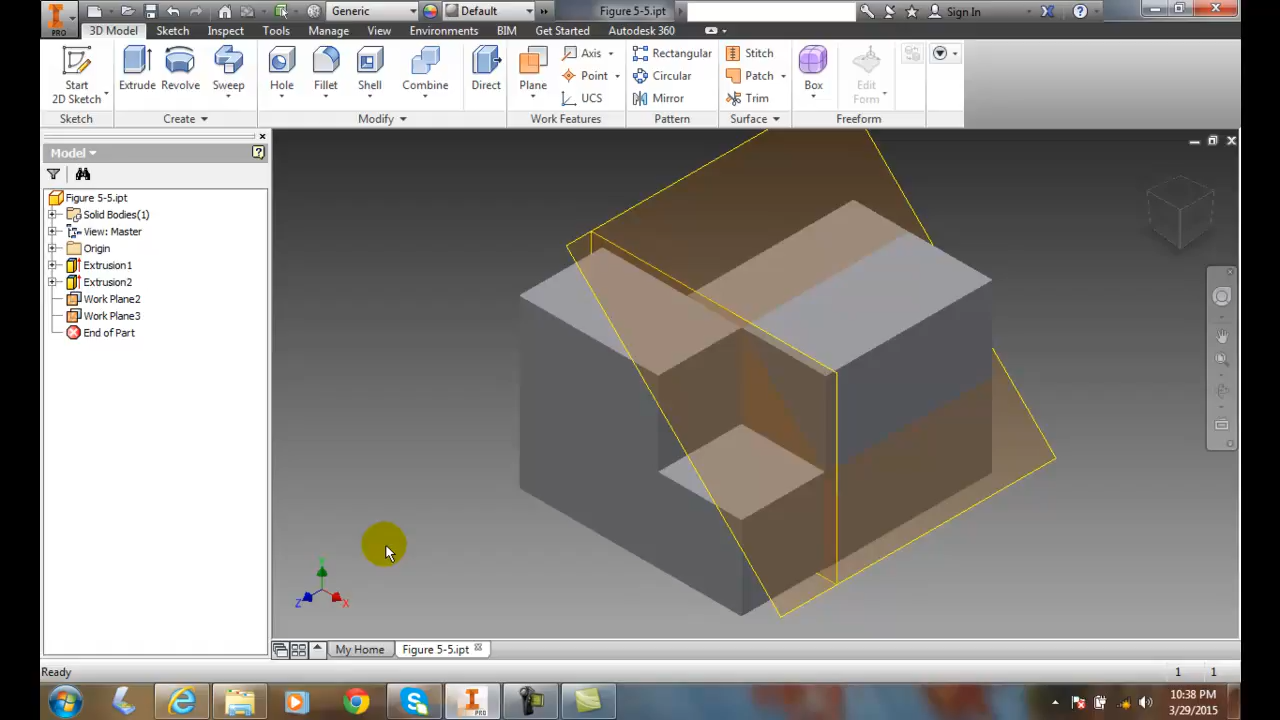 PRO
Generic
Default
Figure 5-5.ipt
Sign In
3D Model Sketch Inspect Tools Manage View Environments BIM Get Started Autodesk 360
Start 2D Sketch
Extrude Revolve Sweep
Hole Fillet Shell Combine Direct
Plane Axis Point UCS
Rectangular Circular Mirror
Stitch Patch Trim
Box Edit Form
Sketch Create Modify Work Features Pattern Surface Freeform
Model
Figure 5-5.ipt
Solid Bodies(1)
View: Master
Origin
Extrusion1
Extrusion2
Work Plane2
Work Plane3
End of Part
Z X
My Home Figure 5-5.ipt
Ready 1 1
PRO
10:38 PM
3/29/2015